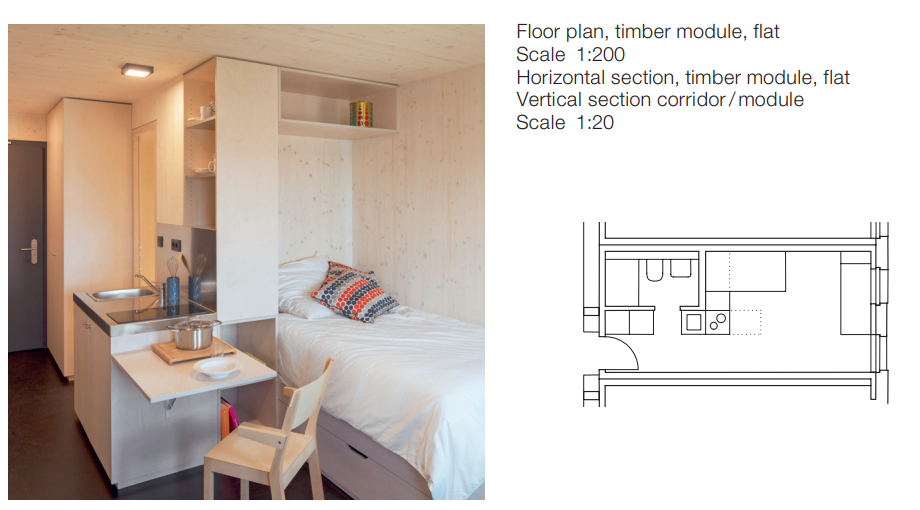 Floor plan, timber module, flat
Scale 1:200
Horizontal section, timber module, flat
Vertical section corridor / module
Scale 1:20